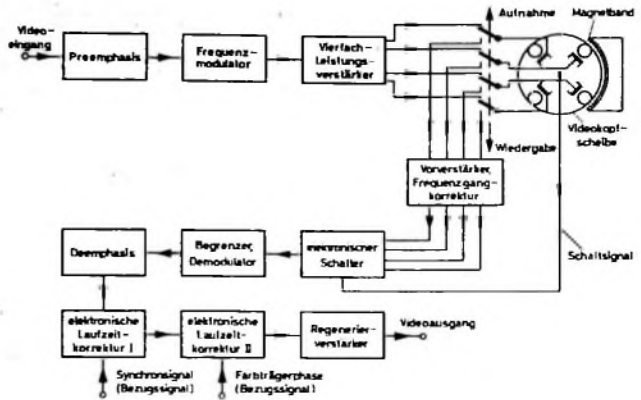 Video-
eingang
Preemphasis
Frequenz-
modulator
Vierfach-
Leistungs-
verstärker
Aufnahme
Magnetband
Videokopf-
scheibe
Wiedergabe
Vorverstärker,
Frequenzgang-
korrektur
Schaltsignal
Deemphasis
Begrenzer,
Demodulator
elektronischer
Schalter
elektronische
Laufzeit-
korrektur I
elektronische
Laufzeit-
korrektur II
Regenerier-
verstärker
Videoausgang
Synchronsignal
(Bezugssignal)
Farbträgerphase
(Bezugssignal)